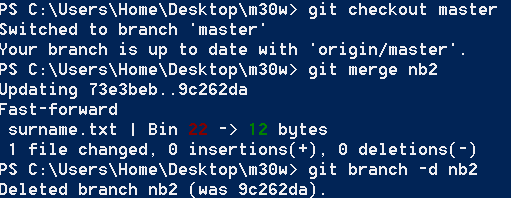 PS C:\Users\Home\Desktop\m30w> git checkout master
Switched to branch 'master'
Your branch is up to date with 'origin/master'.
PS C:\Users\Home\Desktop\m30w> git merge nb2
Updating 73e3beb..9c262da
Fast-forward
 surname.txt | Bin 22 -> 12 bytes
 1 file changed, 0 insertions(+), 0 deletions(-)
PS C:\Users\Home\Desktop\m30w> git branch -d nb2
Deleted branch nb2 (was 9c262da).